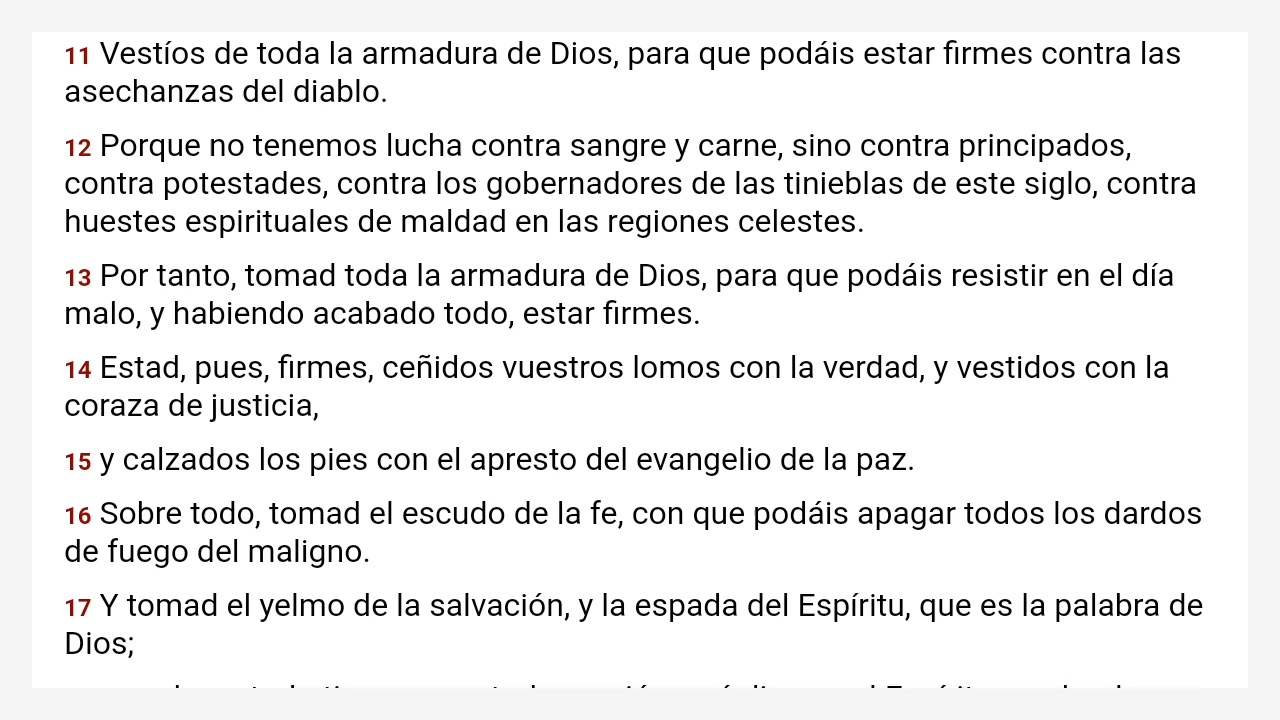 11 Vestíos de toda la armadura de Dios, para que podáis estar firmes contra las
asechanzas del diablo.
12 Porque no tenemos lucha contra sangre y carne, sino contra principados,
contra potestades, contra los gobernadores de las tinieblas de este siglo, contra
huestes espirituales de maldad en las regiones celestes.
13 Por tanto, tomad toda la armadura de Dios, para que podáis resistir en el día
malo, y habiendo acabado todo, estar firmes.
14 Estad, pues, firmes, ceñidos vuestros lomos con la verdad, y vestidos con la
coraza de justicia,
15 y calzados los pies con el apresto del evangelio de la paz.
16 Sobre todo, tomad el escudo de la fe, con que podáis apagar todos los dardos
de fuego del maligno.
17 Y tomad el yelmo de la salvación, y la espada del Espíritu, que es la palabra de
Dios;